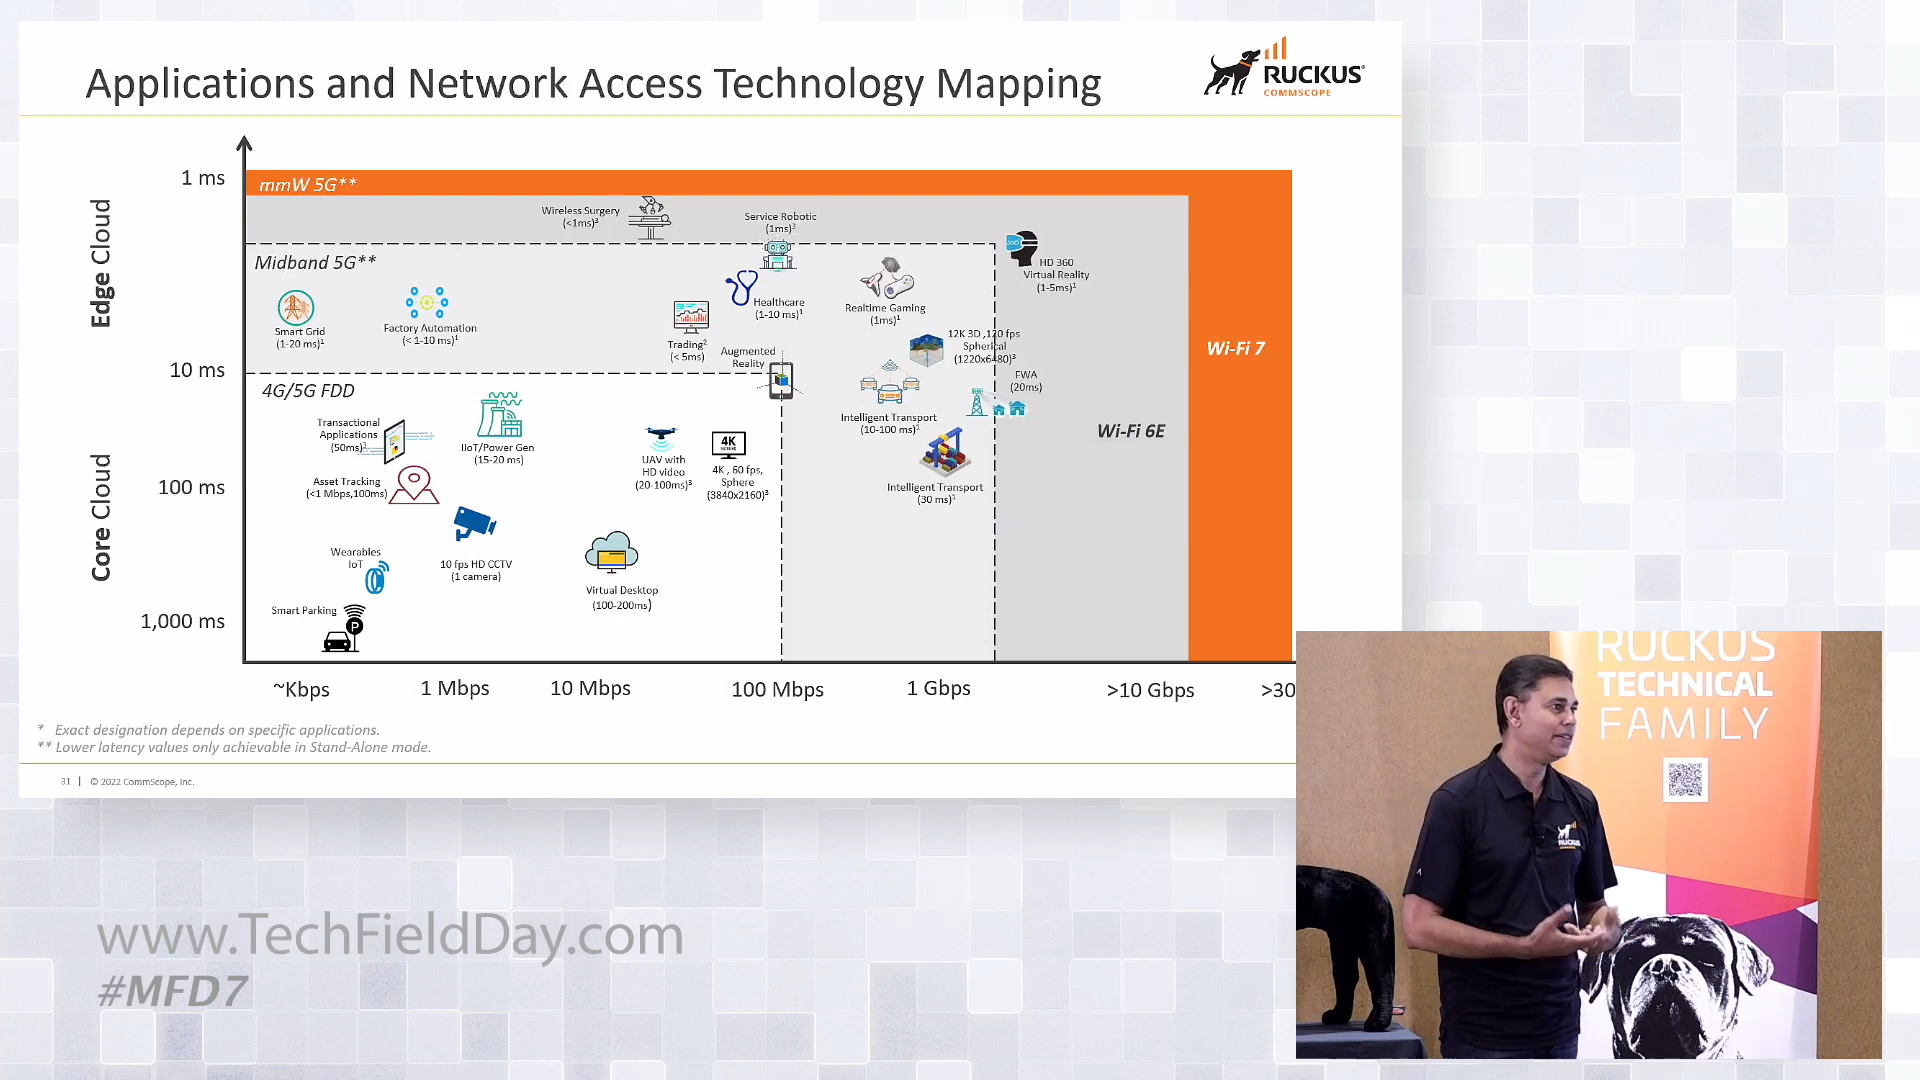 Applications and Network Access Technology Mapping
RUCKUS®
COMMSCOPE
1 ms
10 ms
100 ms
1,000 ms
Edge Cloud
Core Cloud
mmW 5G**
Wireless Surgery
(<1ms)³
Service Robotic
(1ms)³
Midband 5G**
HD 360
Virtual Reality
(1-5ms)¹
Smart Grid
(1-20 ms)¹
Factory Automation
(< 1-10 ms)¹
Healthcare
(1-10 ms)¹
Realtime Gaming
(1ms)¹
Trading²
(< 5ms)
Augmented
Reality
12K 3D ,120 fps
Spherical
(1220x6480)³
Wi-Fi 7
FWA
(20ms)
4G/5G FDD
Transactional
Applications
(50ms)³
IIoT/Power Gen
(15-20 ms)
UAV with
HD video
(20-100ms)³
4K
4K , 60 fps,
Sphere
(3840x2160)³
Intelligent Transport
(10-100 ms)¹
Wi-Fi 6E
Asset Tracking
(<1 Mbps,100ms)
Intelligent Transport
(30 ms)¹
Wearables
IoT
10 fps HD CCTV
(1 camera)
Virtual Desktop
(100-200ms)
Smart Parking
P
~Kbps
1 Mbps
10 Mbps
100 Mbps
1 Gbps
>10 Gbps
>30
* Exact designation depends on specific applications.
** Lower latency values only achievable in Stand-Alone mode.
31 | © 2022 CommScope, Inc.
RUCKUS
TECHNICAL
FAMILY
RUCKUS
www.TechFieldDay.com
#MFD7